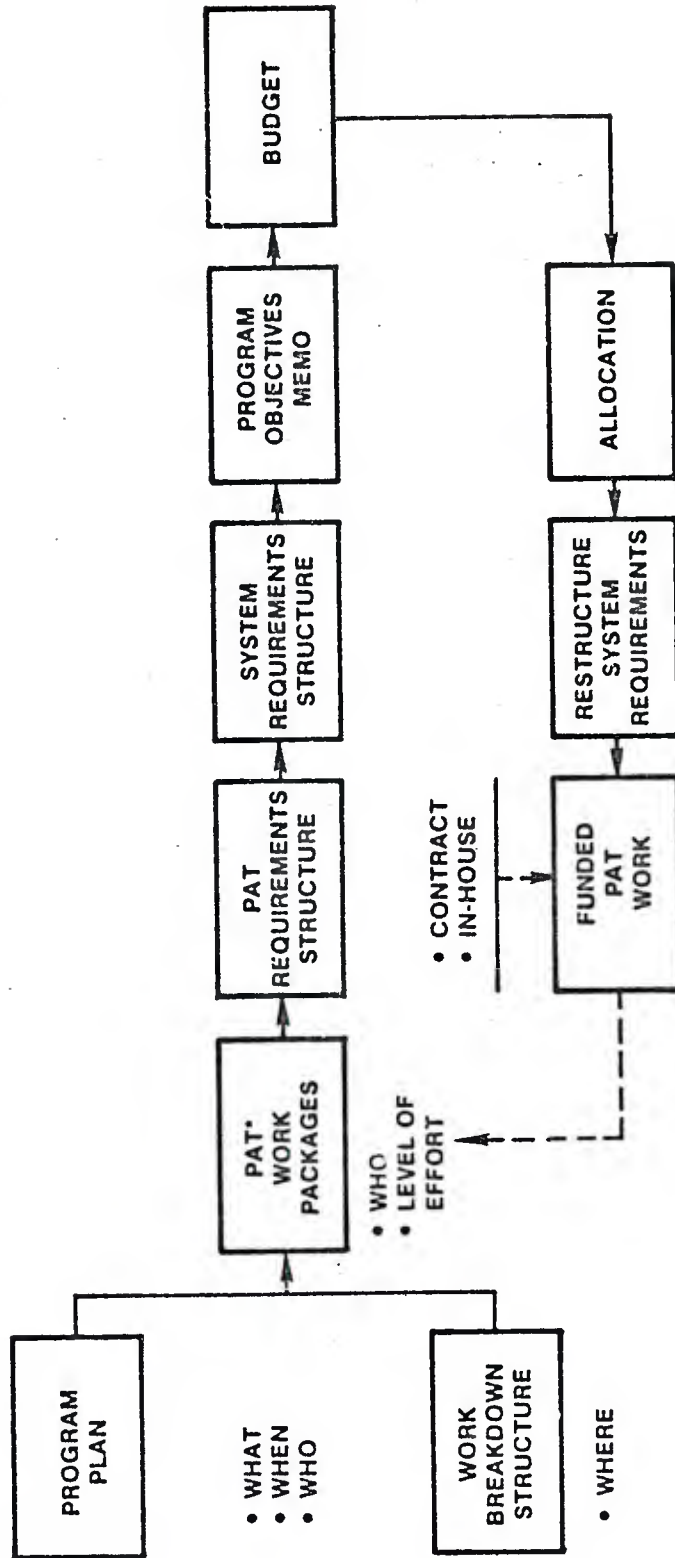 PROGRAM
PLAN
• WHAT
• WHEN
• WHO
WORK
BREAKDOWN
STRUCTURE
• WHERE
PAT*
WORK
PACKAGES
• WHO
• LEVEL OF
EFFORT
PAT
REQUIREMENTS
STRUCTURE
SYSTEM
REQUIREMENTS
STRUCTURE
PROGRAM
OBJECTIVES
MEMO
BUDGET
ALLOCATION
RESTRUCTURE
SYSTEM
REQUIREMENTS
• CONTRACT
• IN-HOUSE
FUNDED
PAT
WORK